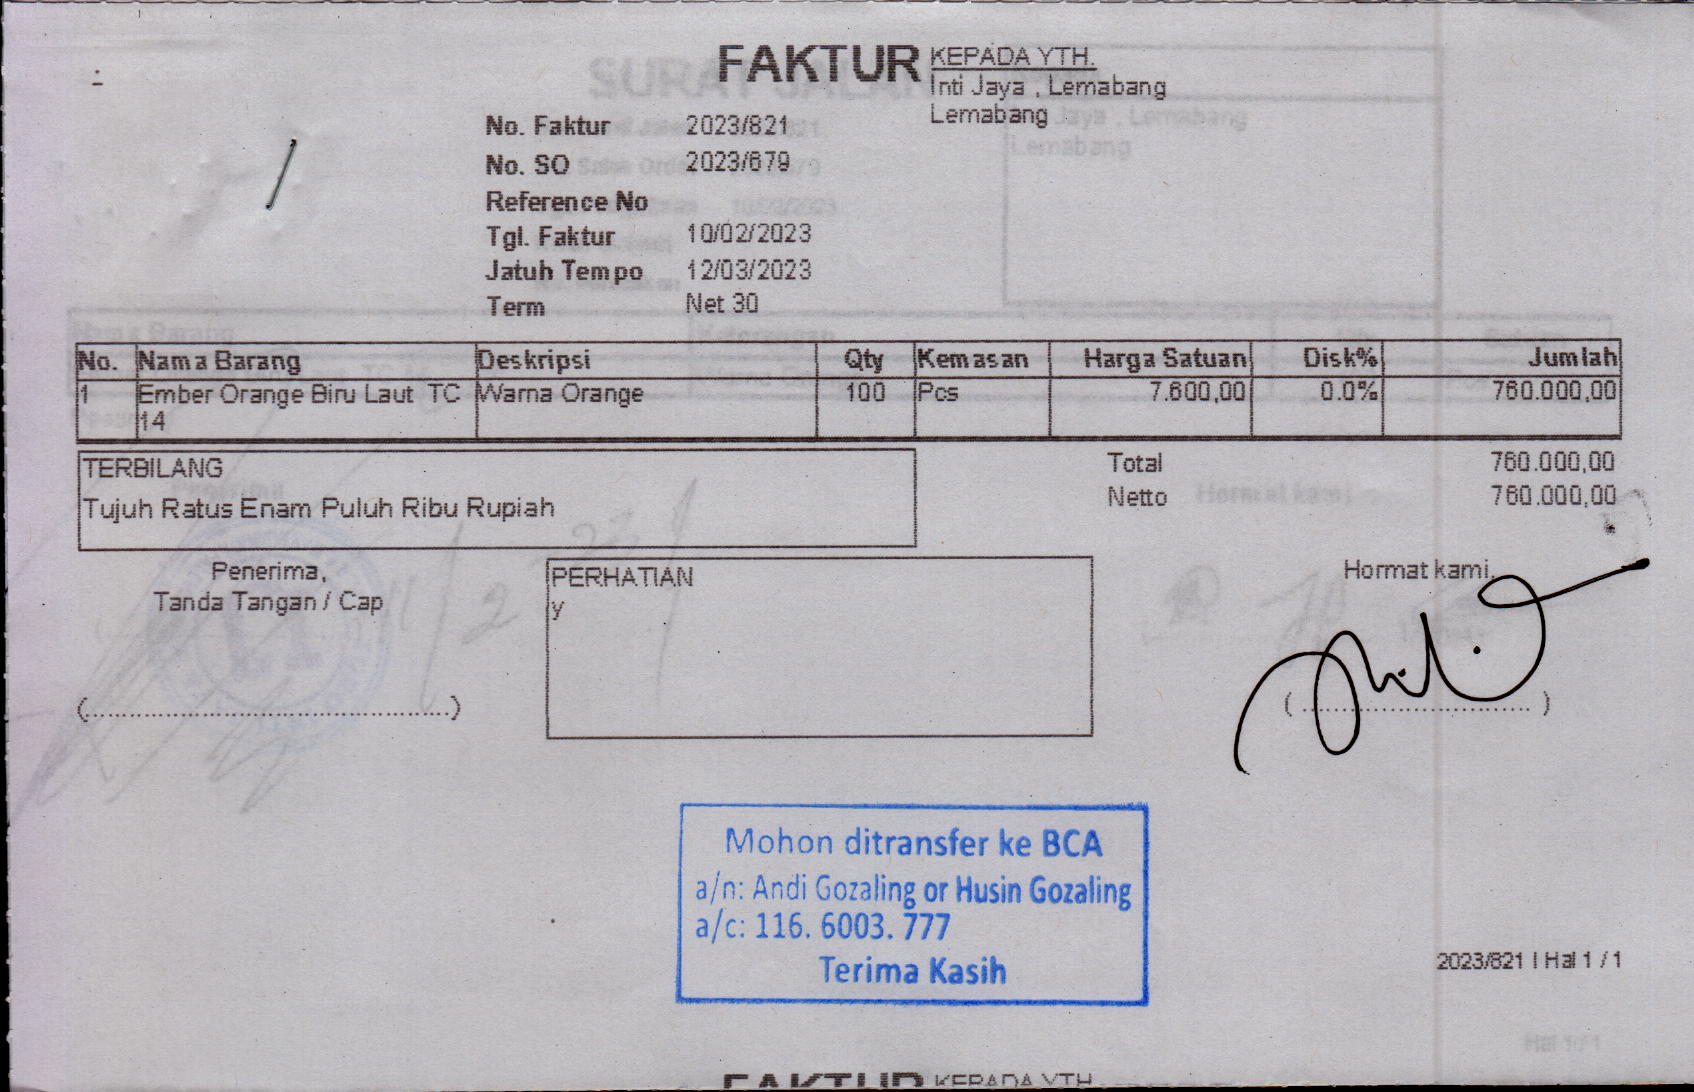 FAKTUR
KEPADA YTH.
Inti Jaya , Lemabang
Lemabang
No. Faktur 2023/821
No. SO 2023/679
Reference No
Tgl. Faktur 10/02/2023
Jatuh Tempo 12/03/2023
Term Net 30
No. Nama Barang Deskripsi Qty Kemasan Harga Satuan Disk% Jumlah
1 Ember Orange Biru Laut TC 14 Warna Orange 100 Pcs 7.600,00 0.0% 760.000,00
TERBILANG
Tujuh Ratus Enam Puluh Ribu Rupiah
Total 760.000,00
Netto 760.000,00
Penerima,
Tanda Tangan / Cap
(...............................................)
PERHATIAN
y
Hormat kami,
(..............................)
Mohon ditransfer ke BCA
a/n: Andi Gozaling or Husin Gozaling
a/c: 116. 6003. 777
Terima Kasih
2023/821 | Hal 1 / 1
FAKTUR KEPADA YTH.